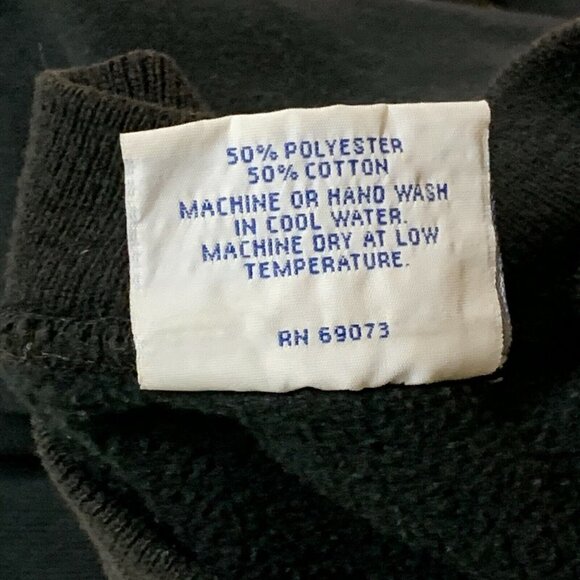 50% POLYESTER
50% COTTON
MACHINE OR HAND WASH
IN COOL WATER.
MACHINE DRY AT LOW
TEMPERATURE.
RN 69073